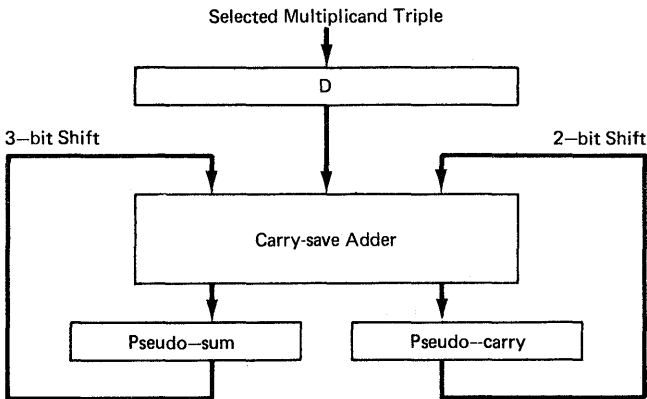 Selected Multiplicand Triple
D
3—bit Shift
2—bit Shift
Carry-save Adder
Pseudo—sum
Pseudo--carry